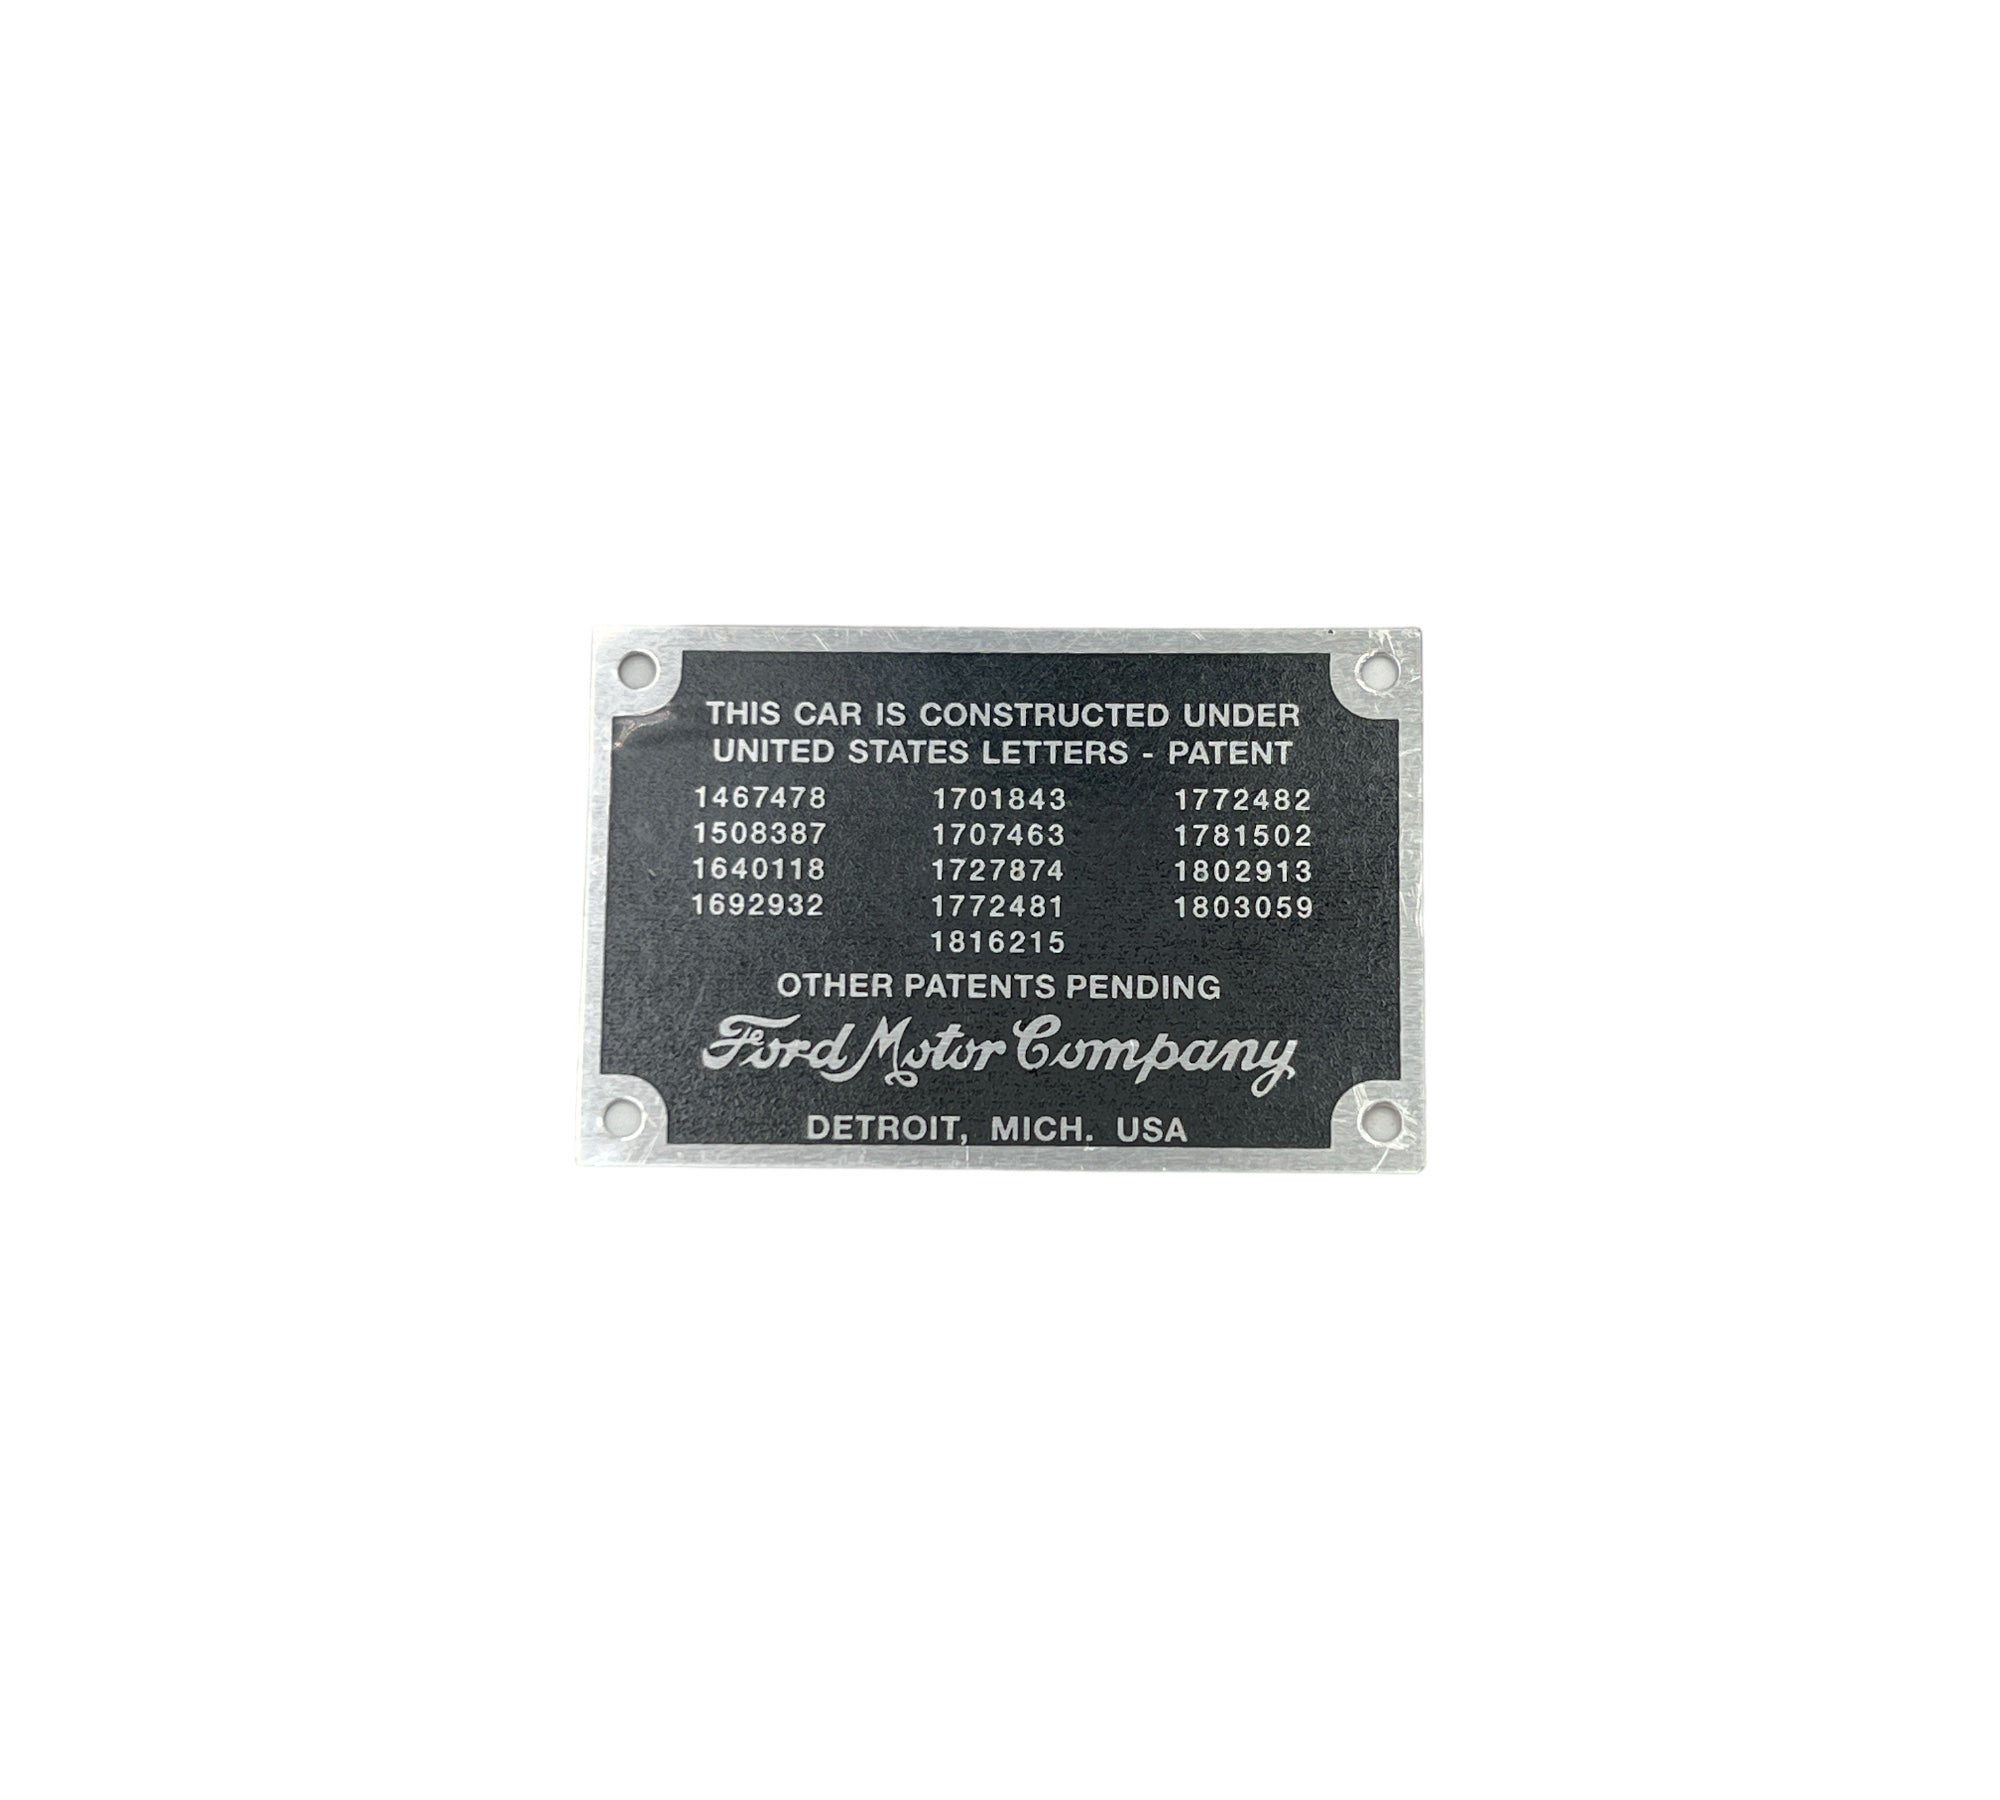 THIS CAR IS CONSTRUCTED UNDER
UNITED STATES LETTERS - PATENT
1467478 1701843 1772482
1508387 1707463 1781502
1640118 1727874 1802913
1692932 1772481 1803059
1816215
OTHER PATENTS PENDING
Ford Motor Company
DETROIT, MICH. USA